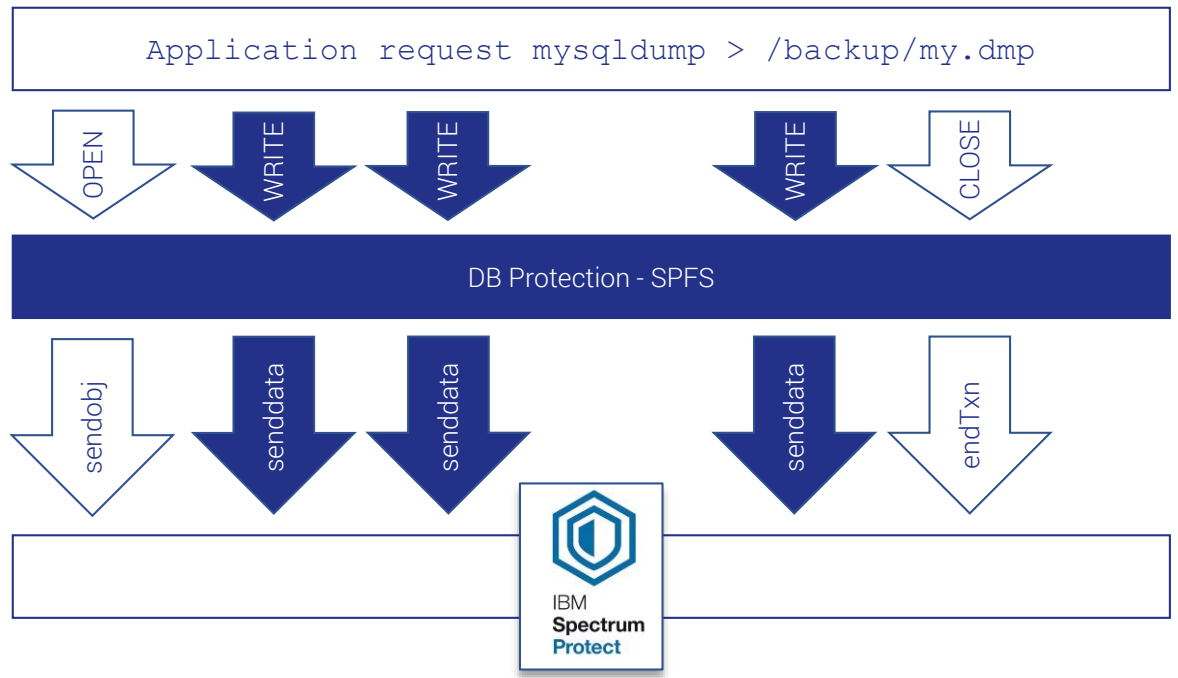 Application request mysqldump > /backup/my.dmp
OPEN
WRITE
WRITE
WRITE
CLOSE
DB Protection - SPFS
sendobj
senddata
senddata
senddata
endTxn
IBM
Spectrum
Protect